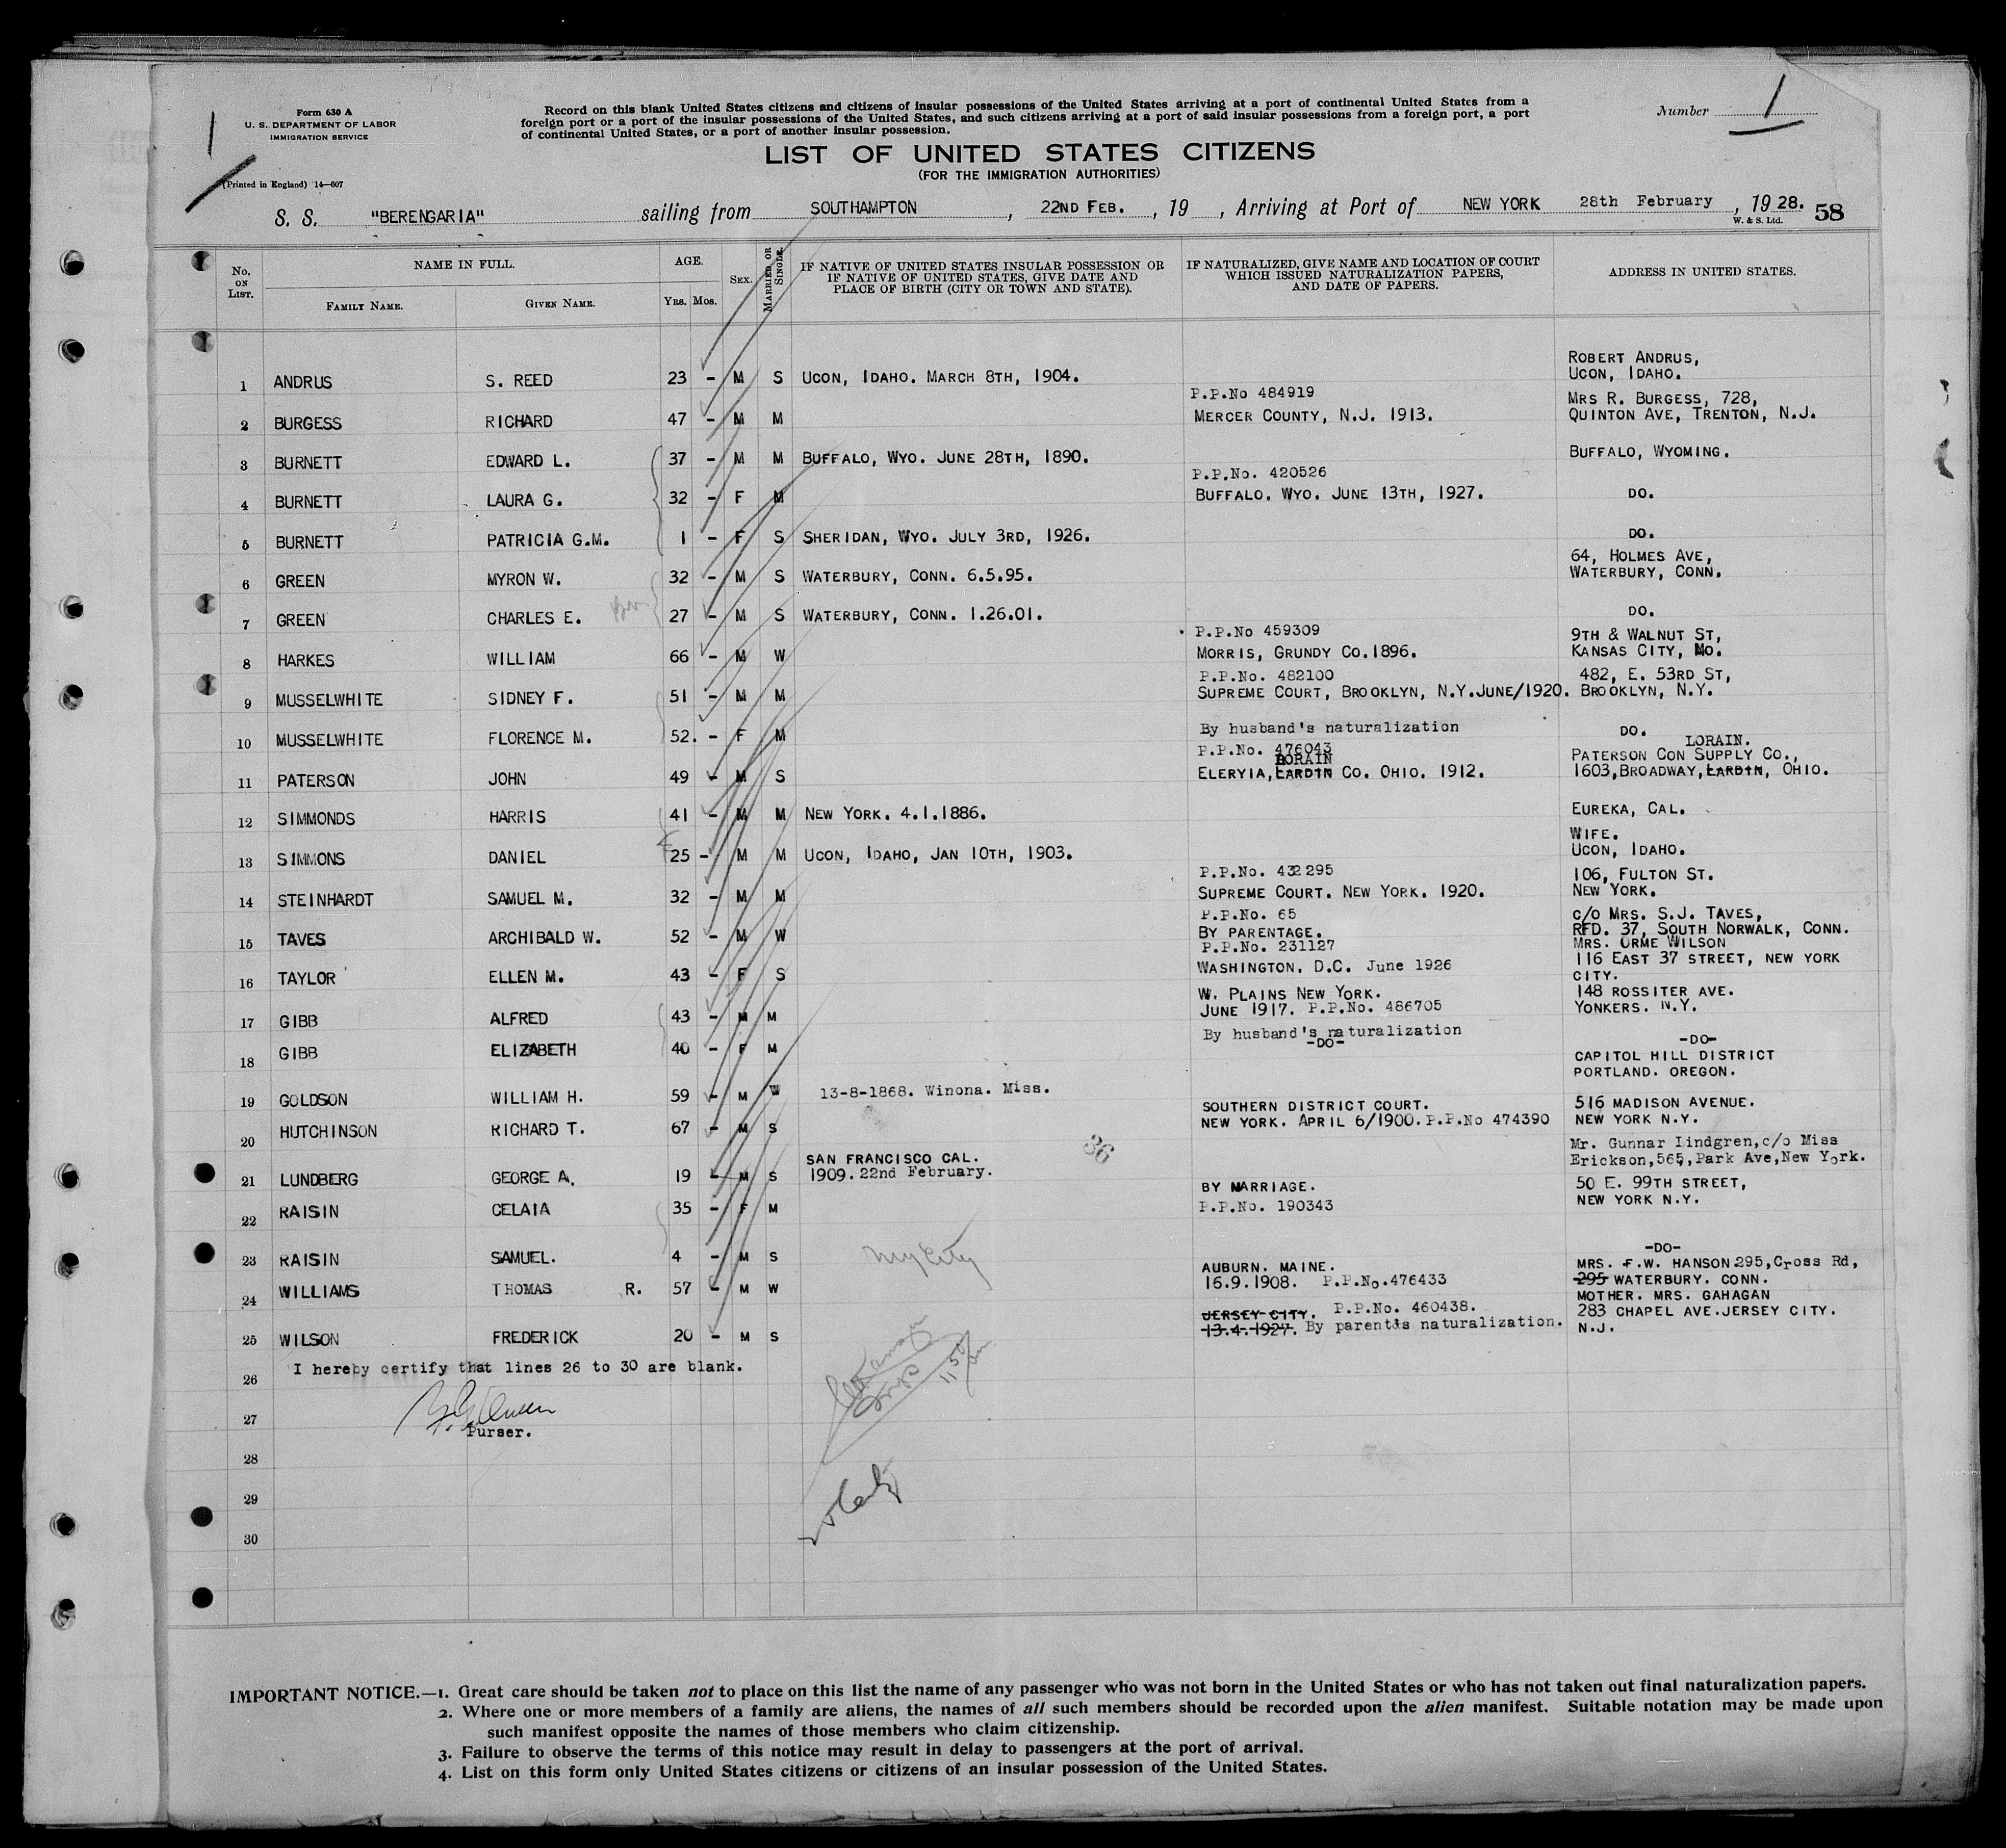 Form 630 A
U. S. DEPARTMENT OF LABOR
IMMIGRATION SERVICE
(Printed in England) 14—607
Record on this blank United States citizens and citizens of insular possessions of the United States arriving at a port of continental United States from a
foreign port or a port of the insular possessions of the United States, and such citizens arriving at a port of said insular possessions from a foreign port, a port
of continental United States, or a port of another insular possession.
Number 1
LIST OF UNITED STATES CITIZENS
(FOR THE IMMIGRATION AUTHORITIES)
S. S. "BERENGARIA" sailing from SOUTHAMPTON, 22ND FEB., 19 , Arriving at Port of NEW YORK 28th February, 1928.
W. & S. Ltd. 58
No. ON LIST. NAME IN FULL. AGE. SEX. MARRIED OR SINGLE. IF NATIVE OF UNITED STATES INSULAR POSSESSION OR IF NATIVE OF UNITED STATES, GIVE DATE AND PLACE OF BIRTH (CITY OR TOWN AND STATE). IF NATURALIZED, GIVE NAME AND LOCATION OF COURT WHICH ISSUED NATURALIZATION PAPERS, AND DATE OF PAPERS. ADDRESS IN UNITED STATES.
FAMILY NAME. GIVEN NAME. YRS. MOS.
1 ANDRUS S. REED 23 - M S UCON, IDAHO. MARCH 8TH, 1904. ROBERT ANDRUS, UCON, IDAHO.
2 BURGESS RICHARD 47 - M M P.P.No 484919 MERCER COUNTY, N.J. 1913. MRS R. BURGESS, 728, QUINTON AVE, TRENTON, N.J.
3 BURNETT EDWARD L. 37 - M M BUFFALO, WYO. JUNE 28TH, 1890. BUFFALO, WYOMING.
4 BURNETT LAURA G. 32 - F M P.P.No. 420526 BUFFALO. WYO. JUNE 13TH, 1927. DO.
5 BURNETT PATRICIA G.M. 1 - F S SHERIDAN, WYO. JULY 3RD, 1926. DO.
6 GREEN MYRON W. 32 - M S WATERBURY, CONN. 6.5.95. 64, HOLMES AVE, WATERBURY, CONN.
7 GREEN CHARLES E. 27 - M S WATERBURY, CONN. 1.26.01. DO.
8 HARKES WILLIAM 66 - M W P.P.No 459309 MORRIS, GRUNDY CO.1896. 9TH & WALNUT ST, KANSAS CITY, MO.
9 MUSSELWHITE SIDNEY F. 51 - M M P.P.No. 482100 SUPREME COURT, BROOKLYN, N.Y.JUNE/1920. 482, E. 53RD ST, BROOKLYN, N.Y.
10 MUSSELWHITE FLORENCE M. 52. - F M By husband's naturalization DO.
11 PATERSON JOHN 49 - M S P.P.No. 476043 ELERYIA, LARDIN LORAIN CO. OHIO. 1912. PATERSON CON SUPPLY CO., 1603, BROADWAY, LARDIN, LORAIN. OHIO.
12 SIMMONDS HARRIS 41 - M M NEW YORK. 4.1.1886. EUREKA, CAL.
13 SIMMONS DANIEL 25 - M M UCON, IDAHO, JAN 10TH, 1903. WIFE. UCON, IDAHO.
14 STEINHARDT SAMUEL M. 32 - M M P.P.No. 432295 SUPREME COURT. NEW YORK. 1920. 106, FULTON ST. NEW YORK.
15 TAVES ARCHIBALD W. 52 - M W P.P.No. 65 BY PARENTAGE. C/O MRS. S.J. TAVES, RFD. 37, SOUTH NORWALK, CONN.
16 TAYLOR ELLEN M. 43 - F S P.P.No. 231127 WASHINGTON. D.C. June 1926 MRS. ORME WILSON 116 EAST 37 STREET, NEW YORK CITY.
17 GIBB ALFRED 43 - M M W. PLAINS NEW YORK. JUNE 1917. P.P.No. 486705 148 ROSSITER AVE. YONKERS. N.Y.
18 GIBB ELIZABETH 40 - F M By husband's naturalization -DO- -DO-
19 GOLDSON WILLIAM H. 59 - M W 13-8-1868. Winona. Miss. CAPITOL HILL DISTRICT PORTLAND. OREGON.
20 HUTCHINSON RICHARD T. 67 - M S SOUTHERN DISTRICT COURT. NEW YORK. APRIL 6/1900. P.P.No 474390 516 MADISON AVENUE. NEW YORK N.Y.
36
21 LUNDBERG GEORGE A. 19 - M S SAN FRANCISCO CAL. 1909. 22nd February. Mr. Gunnar Lindgren, c/o Miss Erickson, 565, Park Ave, New York.
22 RAISIN CELAIA 35 - F M BY MARRIAGE. P.P.No. 190343 50 E. 99TH STREET, NEW YORK N.Y.
23 RAISIN SAMUEL. 4 - M S My City -DO-
24 WILLIAMS THOMAS R. 57 - M W AUBURN. MAINE. 16.9.1908. P.P.No.476433 MRS. F.W. HANSON 295, Cross Rd, 295 WATERBURY. CONN.
25 WILSON FREDERICK 20 - M S JERSEY CITY. P.P.No. 460438. 13.4.1927. By parents naturalization. MOTHER. MRS. GAHAGAN 283 CHAPEL AVE.JERSEY CITY. N.J.
26 I hereby certify that lines 26 to 30 are blank.
27 Purser.
28
29
30
IMPORTANT NOTICE.—1. Great care should be taken not to place on this list the name of any passenger who was not born in the United States or who has not taken out final naturalization papers.
2. Where one or more members of a family are aliens, the names of all such members should be recorded upon the alien manifest. Suitable notation may be made upon
such manifest opposite the names of those members who claim citizenship.
3. Failure to observe the terms of this notice may result in delay to passengers at the port of arrival.
4. List on this form only United States citizens or citizens of an insular possession of the United States.